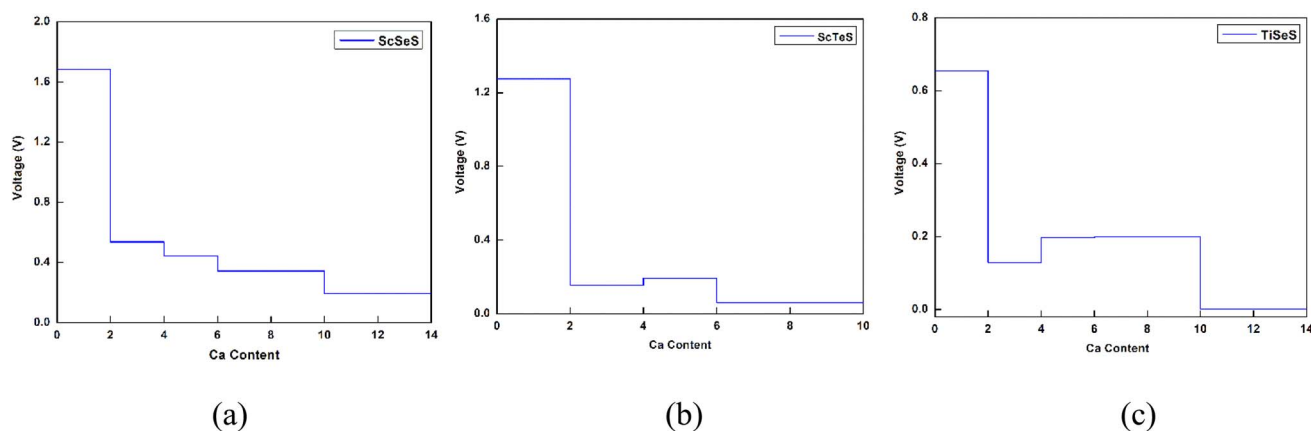 2.0
1.6
1.2
0.8
0.4
0.0
Voltage (V)
ScSeS
0 2 4 6 8 10 12 14
Ca Content
(a)
1.6
1.2
0.8
0.4
0.0
Voltage (V)
ScTeS
0 2 4 6 8 10
Ca Content
(b)
0.8
0.6
0.4
0.2
0.0
Voltage (V)
TiSeS
0 2 4 6 8 10 12 14
Ca Content
(c)